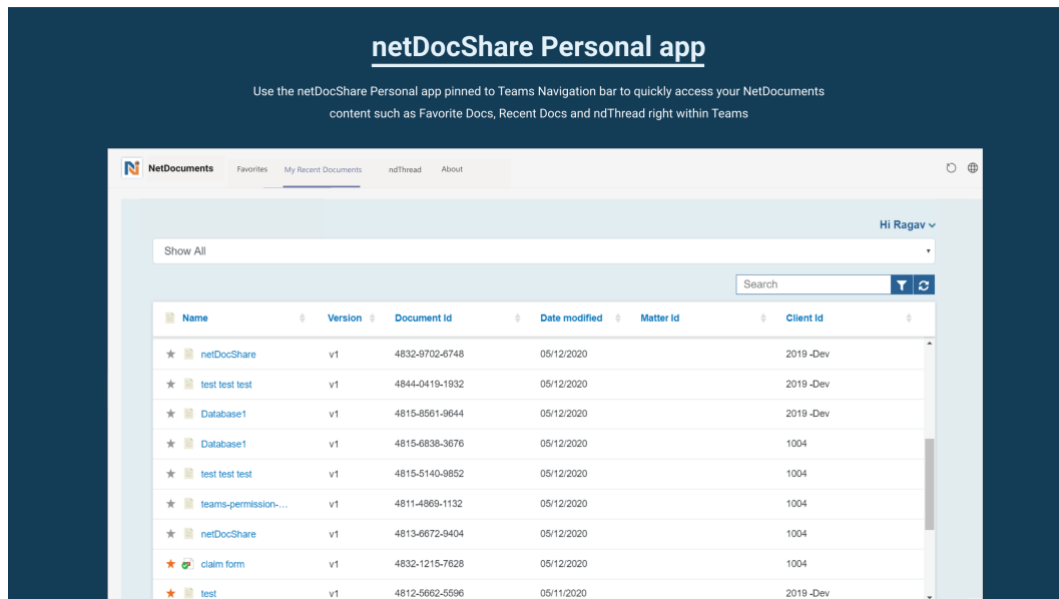 netDocShare Personal app
Use the netDocShare Personal app pinned to Teams Navigation bar to quickly access your NetDocuments
content such as Favorite Docs, Recent Docs and ndThread right within Teams
NetDocuments Favorites My Recent Documents ndThread About
Hi Ragav
Show All
Search
Name Version Document Id Date modified Matter Id Client Id
netDocShare v1 4832-9702-6748 05/12/2020 2019 -Dev
test test test v1 4844-0419-1932 05/12/2020 2019 -Dev
Database1 v1 4815-8561-9644 05/12/2020 2019 -Dev
Database1 v1 4815-6838-3676 05/12/2020 1004
test test test v1 4815-5140-9852 05/12/2020 1004
teams-permission-... v1 4811-4869-1132 05/12/2020 1004
netDocShare v1 4813-6672-9404 05/12/2020 1004
claim form v1 4832-1215-7628 05/12/2020 1004
test v1 4812-5662-5596 05/11/2020 2019 -Dev